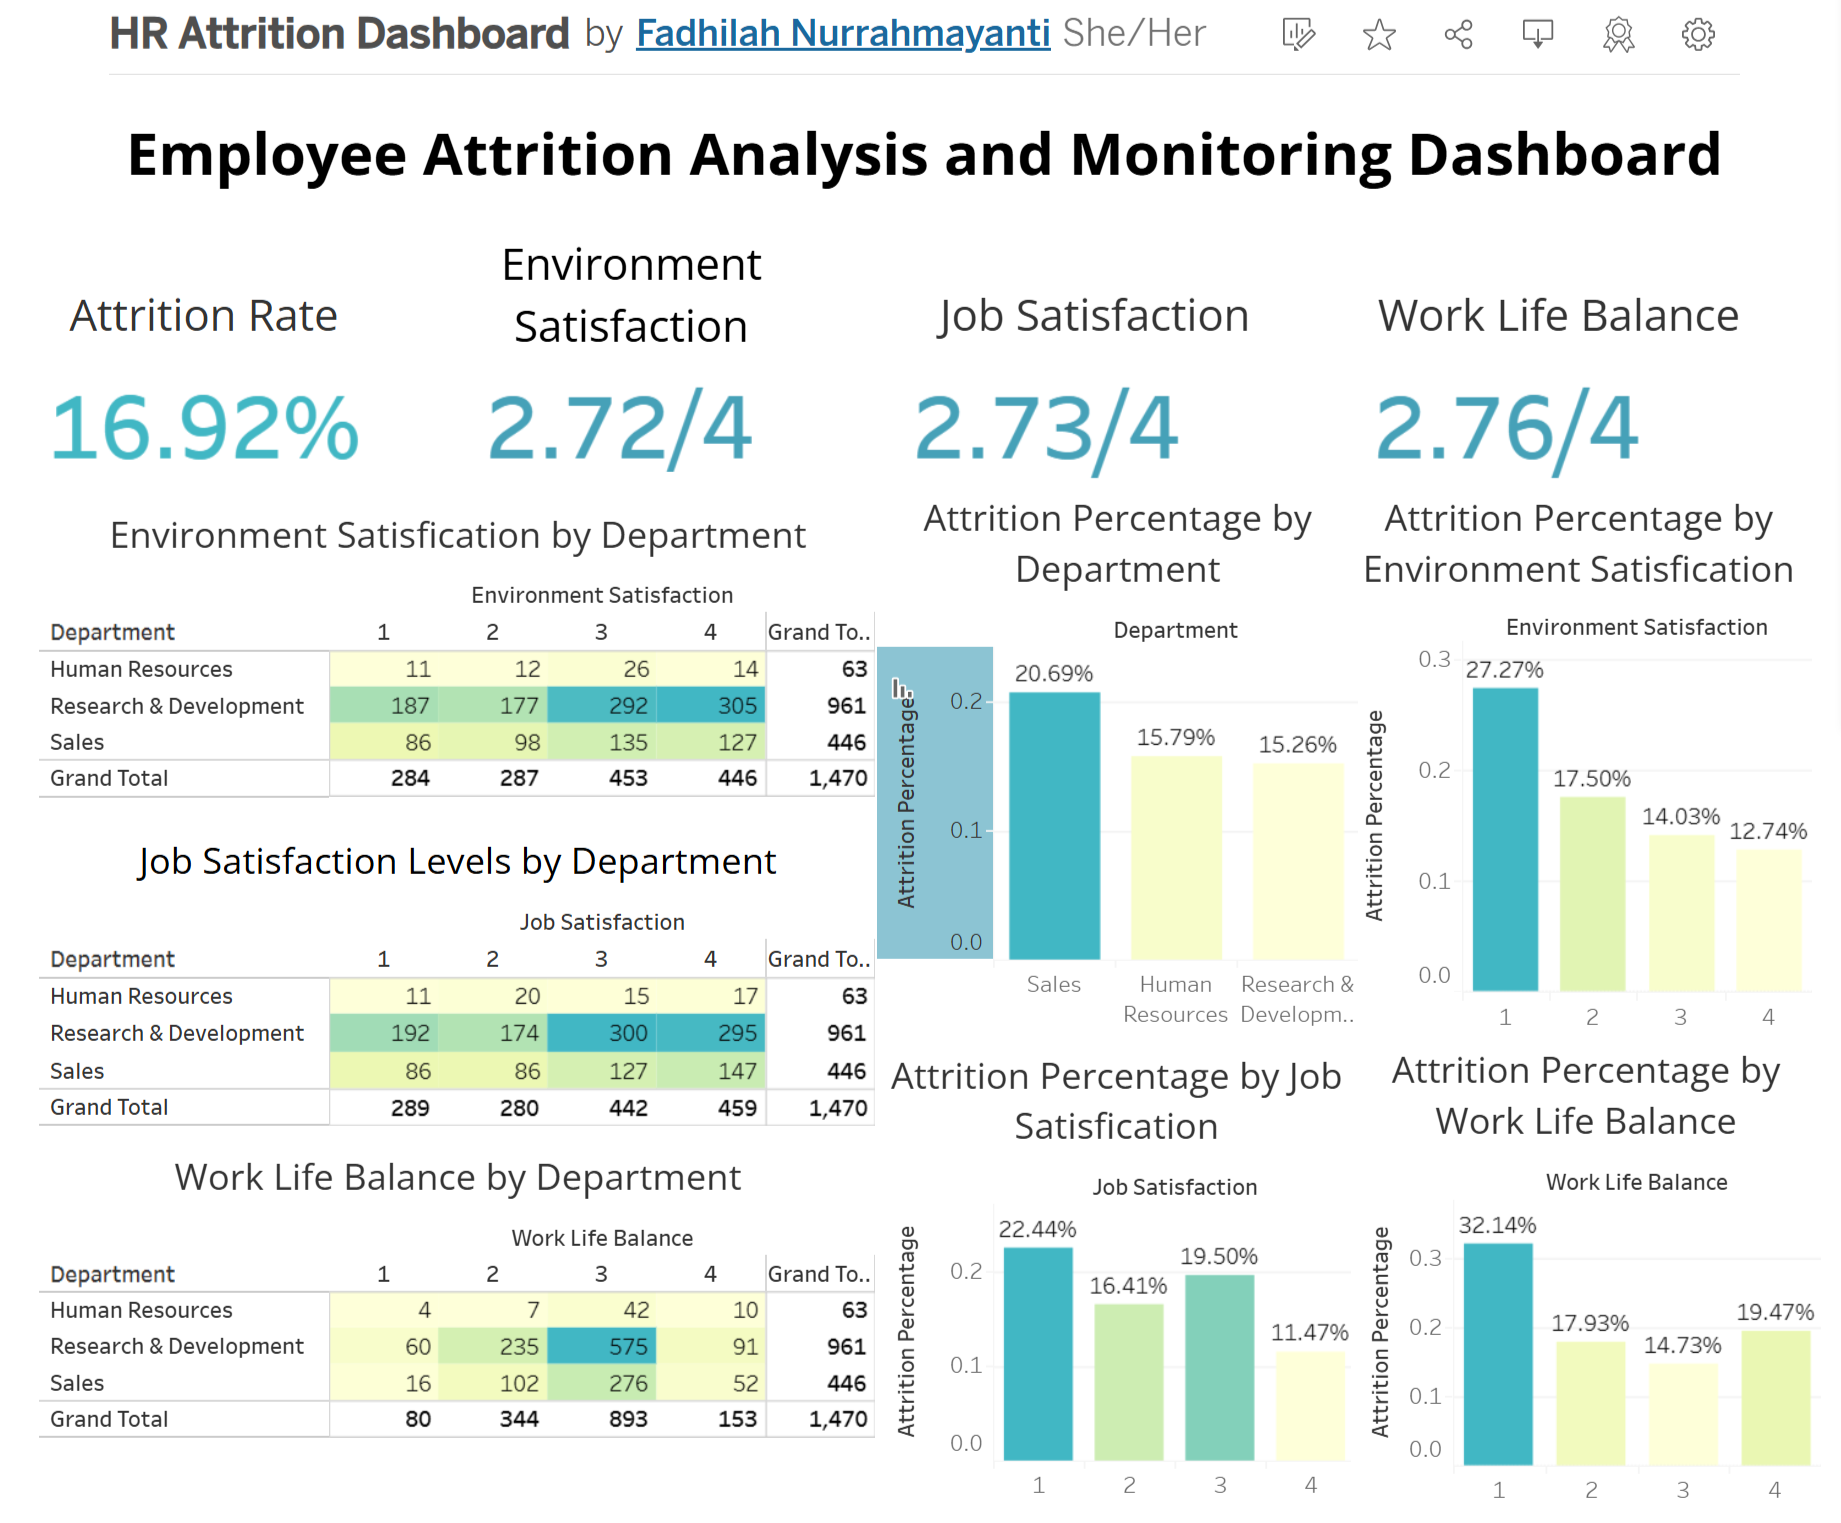 HR Attrition Dashboard by Fadhilah Nurrahmayanti She/Her
Employee Attrition Analysis and Monitoring Dashboard
Attrition Rate
16.92%
Environment
Satisfaction
2.72/4
Job Satisfaction
2.73/4
Work Life Balance
2.76/4
Environment Satisfication by Department
Environment Satisfaction
Department 1 2 3 4 Grand To..
Human Resources 11 12 26 14 63
Research & Development 187 177 292 305 961
Sales 86 98 135 127 446
Grand Total 284 287 453 446 1,470
Job Satisfaction Levels by Department
Job Satisfaction
Department 1 2 3 4 Grand To..
Human Resources 11 20 15 17 63
Research & Development 192 174 300 295 961
Sales 86 86 127 147 446
Grand Total 289 280 442 459 1,470
Work Life Balance by Department
Work Life Balance
Department 1 2 3 4 Grand To..
Human Resources 4 7 42 10 63
Research & Development 60 235 575 91 961
Sales 16 102 276 52 446
Grand Total 80 344 893 153 1,470
Attrition Percentage by
Department
Department
Attrition Percentage
0.2
0.1
0.0
20.69%
15.79%
15.26%
Sales
Human
Resources
Research &
Developm..
Attrition Percentage by
Environment Satisfication
Environment Satisfaction
Attrition Percentage
0.3
0.2
0.1
0.0
27.27%
17.50%
14.03%
12.74%
1 2 3 4
Attrition Percentage by Job
Satisfication
Job Satisfaction
Attrition Percentage
0.2
0.1
0.0
22.44%
16.41%
19.50%
11.47%
1 2 3 4
Attrition Percentage by
Work Life Balance
Work Life Balance
Attrition Percentage
0.3
0.2
0.1
0.0
32.14%
17.93%
14.73%
19.47%
1 2 3 4